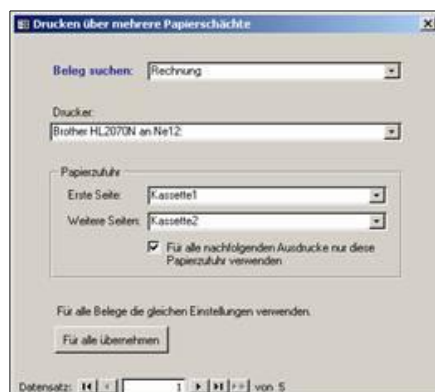 Drucken über mehrere Papierschächte
Beleg suchen: Rechnung
Drucker:
Brother HL2070N an Ne12:
Papierzufuhr
Erste Seite: Kassette1
Weitere Seiten: Kassette2
Für alle nachfolgenden Ausdrucke nur diese
Papierzufuhr verwenden
Für alle Belege die gleichen Einstellungen verwenden.
Für alle übernehmen
Datensatz: 1 von 5